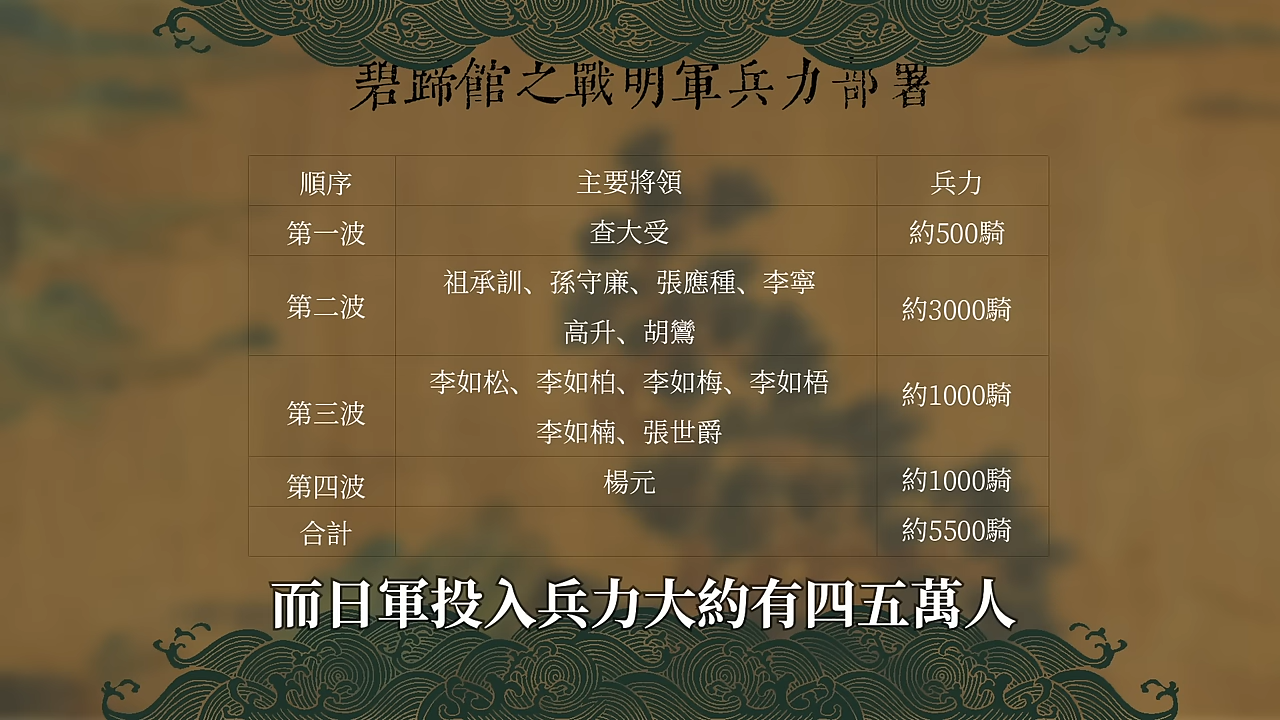 碧蹄館之戰明軍兵力部署
順序 主要將領 兵力
第一波 查大受 約500騎
第二波 祖承訓、孫守廉、張應種、李寧 約3000騎
高升、胡鸞
第三波 李如松、李如柏、李如梅、李如梧 約1000騎
李如楠、張世爵
第四波 楊元 約1000騎
合計 約5500騎
而日軍投入兵力大約有四五萬人